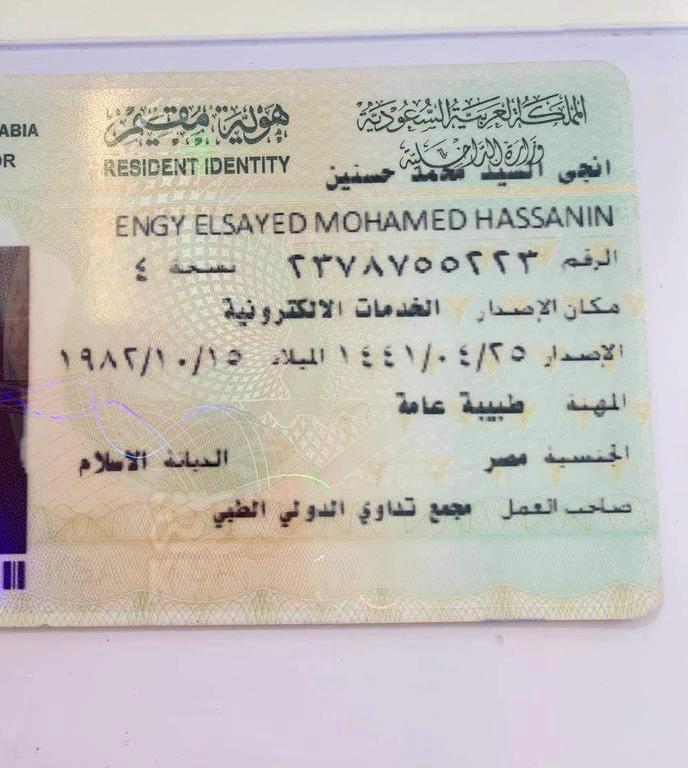 المملكة العربية السعودية
وزارة الداخلية
هوية مقيم
RESIDENT IDENTITY
ABIA
OR
انجى السيد محمد حسنين
ENGY ELSAYED MOHAMED HASSANIN
الرقم ٢٣٧٨٧٥٥٢٢٣ نسخة ٤
مكان الإصدار الخدمات الالكترونية
الإصدار ١٤٤١/٠٤/٢٥ الميلاد ١٩٨٢/١٠/١٥
المهنة طبيبة عامة
الجنسية مصر الديانة الاسلام
صاحب العمل مجمع تداوي الدولي الطبي